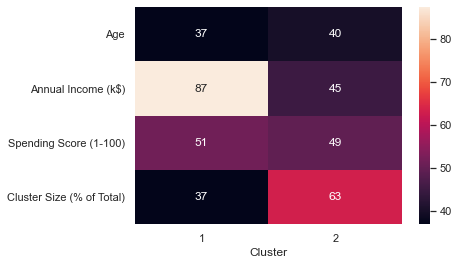 Age 37 40
Annual Income (k$) 87 45
Spending Score (1-100) 51 49
Cluster Size (% of Total) 37 63
1 2
Cluster
80
70
60
50
40